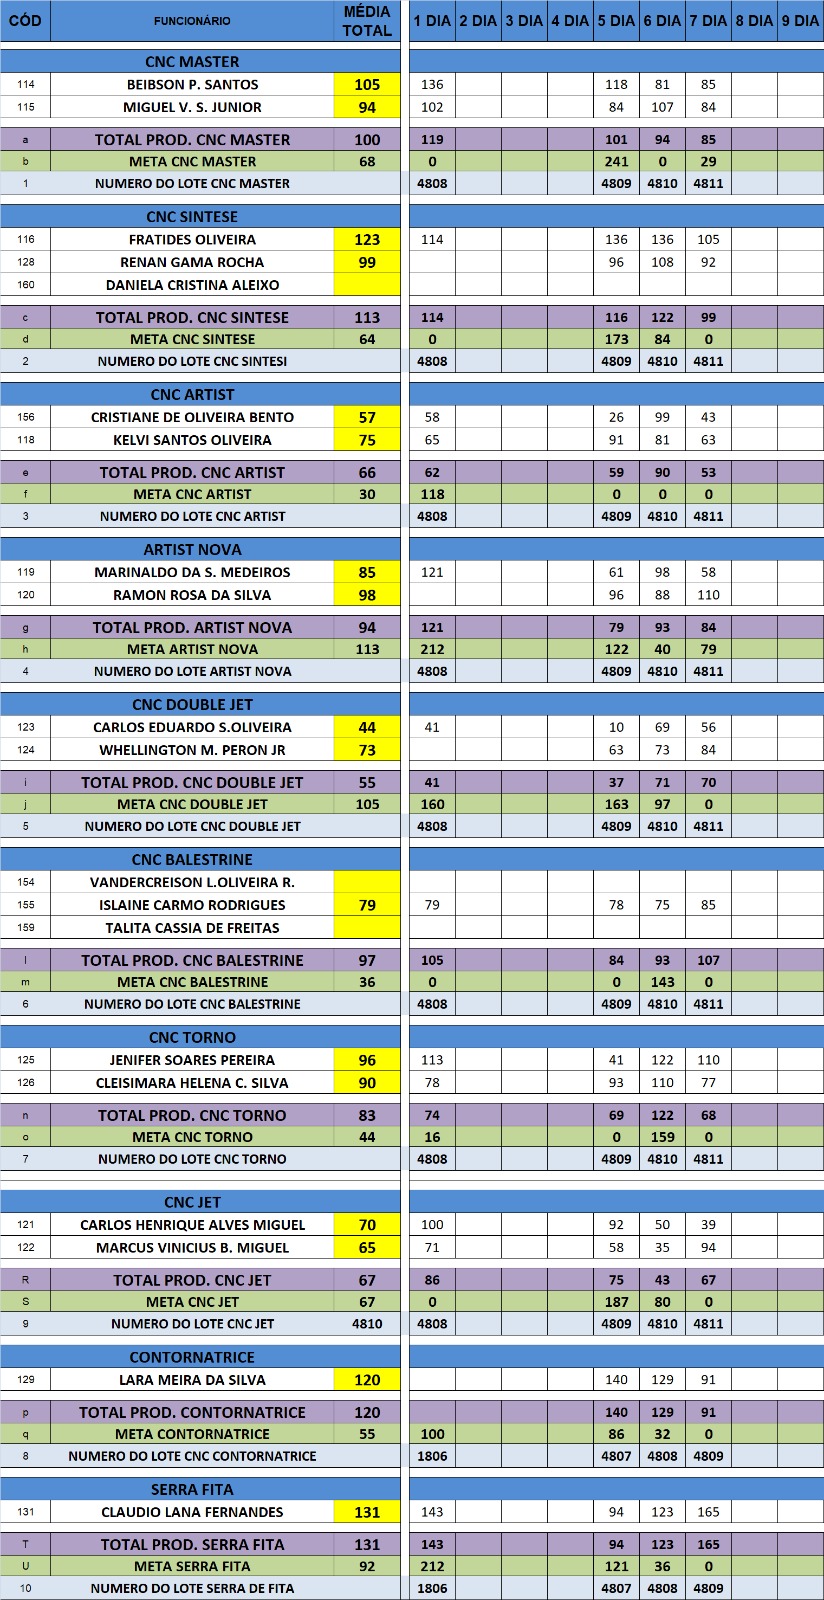 CÓD FUNCIONÁRIO MÉDIA TOTAL 1 DIA 2 DIA 3 DIA 4 DIA 5 DIA 6 DIA 7 DIA 8 DIA 9 DIA
CNC MASTER
114 BEIBSON P. SANTOS 105 136 118 81 85
115 MIGUEL V. S. JUNIOR 94 102 84 107 84
a TOTAL PROD. CNC MASTER 100 119 101 94 85
b META CNC MASTER 68 0 241 0 29
1 NUMERO DO LOTE CNC MASTER 4808 4809 4810 4811
CNC SINTESE
116 FRATIDES OLIVEIRA 123 114 136 136 105
128 RENAN GAMA ROCHA 99 96 108 92
160 DANIELA CRISTINA ALEIXO
c TOTAL PROD. CNC SINTESE 113 114 116 122 99
d META CNC SINTESE 64 0 173 84 0
2 NUMERO DO LOTE CNC SINTESI 4808 4809 4810 4811
CNC ARTIST
156 CRISTIANE DE OLIVEIRA BENTO 57 58 26 99 43
118 KELVI SANTOS OLIVEIRA 75 65 91 81 63
e TOTAL PROD. CNC ARTIST 66 62 59 90 53
f META CNC ARTIST 30 118 0 0 0
3 NUMERO DO LOTE CNC ARTIST 4808 4809 4810 4811
ARTIST NOVA
119 MARINALDO DA S. MEDEIROS 85 121 61 98 58
120 RAMON ROSA DA SILVA 98 96 88 110
g TOTAL PROD. ARTIST NOVA 94 121 79 93 84
h META ARTIST NOVA 113 212 122 40 79
4 NUMERO DO LOTE ARTIST NOVA 4808 4809 4810 4811
CNC DOUBLE JET
123 CARLOS EDUARDO S.OLIVEIRA 44 41 10 69 56
124 WHELLINGTON M. PERON JR 73 63 73 84
i TOTAL PROD. CNC DOUBLE JET 55 41 37 71 70
j META CNC DOUBLE JET 105 160 163 97 0
5 NUMERO DO LOTE CNC DOUBLE JET 4808 4809 4810 4811
CNC BALESTRINE
154 VANDERCREISON L.OLIVEIRA R.
155 ISLAINE CARMO RODRIGUES 79 79 78 75 85
159 TALITA CASSIA DE FREITAS
l TOTAL PROD. CNC BALESTRINE 97 105 84 93 107
m META CNC BALESTRINE 36 0 0 143 0
6 NUMERO DO LOTE CNC BALESTRINE 4808 4809 4810 4811
CNC TORNO
125 JENIFER SOARES PEREIRA 96 113 41 122 110
126 CLEISIMARA HELENA C. SILVA 90 78 93 110 77
n TOTAL PROD. CNC TORNO 83 74 69 122 68
o META CNC TORNO 44 16 0 159 0
7 NUMERO DO LOTE CNC TORNO 4808 4809 4810 4811
CNC JET
121 CARLOS HENRIQUE ALVES MIGUEL 70 100 92 50 39
122 MARCUS VINICIUS B. MIGUEL 65 71 58 35 94
R TOTAL PROD. CNC JET 67 86 75 43 67
S META CNC JET 67 0 187 80 0
9 NUMERO DO LOTE CNC JET 4810 4808 4809 4810 4811
CONTORNATRICE
129 LARA MEIRA DA SILVA 120 140 129 91
p TOTAL PROD. CONTORNATRICE 120 140 129 91
q META CONTORNATRICE 55 100 86 32 0
8 NUMERO DO LOTE CNC CONTORNATRICE 1806 4807 4808 4809
SERRA FITA
131 CLAUDIO LANA FERNANDES 131 143 94 123 165
T TOTAL PROD. SERRA FITA 131 143 94 123 165
U META SERRA FITA 92 212 121 36 0
10 NUMERO DO LOTE SERRA DE FITA 1806 4807 4808 4809